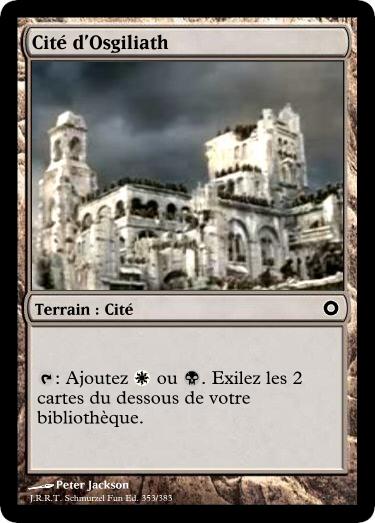 Cité d'Osgiliath
Terrain : Cité
: Ajoutez ou . Exilez les 2
cartes du dessous de votre
bibliothèque.
Peter Jackson
J.R.R.T. Schmurzel Fun Ed. 353/383